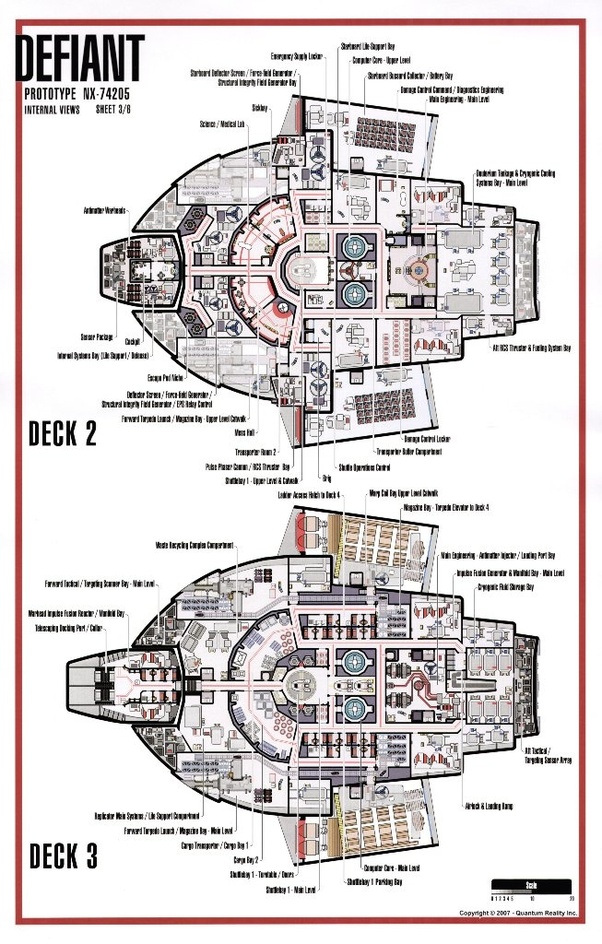 DEFIANT
PROTOTYPE NX-74205
INTERNAL VIEWS SHEET 3/6
Starboard Life-Support Bay
Emergency Supply Locker
Computer Core - Upper Level
Starboard Deflector Screen / Force-field Generator /
Structural Integrity Field Generator Bay
Starboard Bussard Collector / Battery Bay
Damage Control Command / Diagnostics Engineering
Main Engineering - Main Level
Sickbay
Science / Medical Lab
Deuterium Tankage & Cryogenic Cooling
Systems Bay - Main Level
Antimatter Warheads
Sensor Package
Cockpit
Internal Systems Bay (Life Support / Defense)
Aft RCS Thruster & Fueling System Bay
Escape Pod Niche
Deflector Screen / Force-field Generator /
Structural Integrity Field Generator / EPS Relay Control
Forward Torpedo Launch / Magazine Bay - Upper Level Catwalk
Mess Hall
Damage Control Locker
Transporter Room 2
Transporter Buffer Compartment
Pulse Phaser Cannon / RCS Thruster Bay
Shuttle Operations Control
Shuttlebay 1 - Upper Level & Catwalk
Brig
DECK 2
Ladder Access Hatch to Deck 4
Warp Coil Bay Upper Level Catwalk
Magazine Bay - Torpedo Elevator to Deck 4
Waste Recycling Complex Compartment
Main Engineering - Antimatter Injector / Loading Port Bay
Impulse Fusion Generator & Manifold Bay - Main Level
Cryogenic Fluid Storage Bay
Forward Tactical / Targeting Scanner Bay - Main Level
Warhead Impulse Fusion Reactor / Manifold Bay
Telescoping Docking Port / Collar
Aft Tactical /
Targeting Sensor Array
Airlock & Landing Rung
Replicator Main Systems / Life Support Compartment
Forward Torpedo Launch / Magazine Bay - Main Level
Cargo Transporter / Cargo Bay 1
Cargo Bay 2
Computer Core - Main Level
Shuttlebay 1 - Turntable / Doors
Shuttlebay 1 Parking Bay
Shuttlebay 1 - Main Level
DECK 3
Scale
0 1 2 3 4 5 10 20
Copyright © 2007 - Quantum Reality Inc.